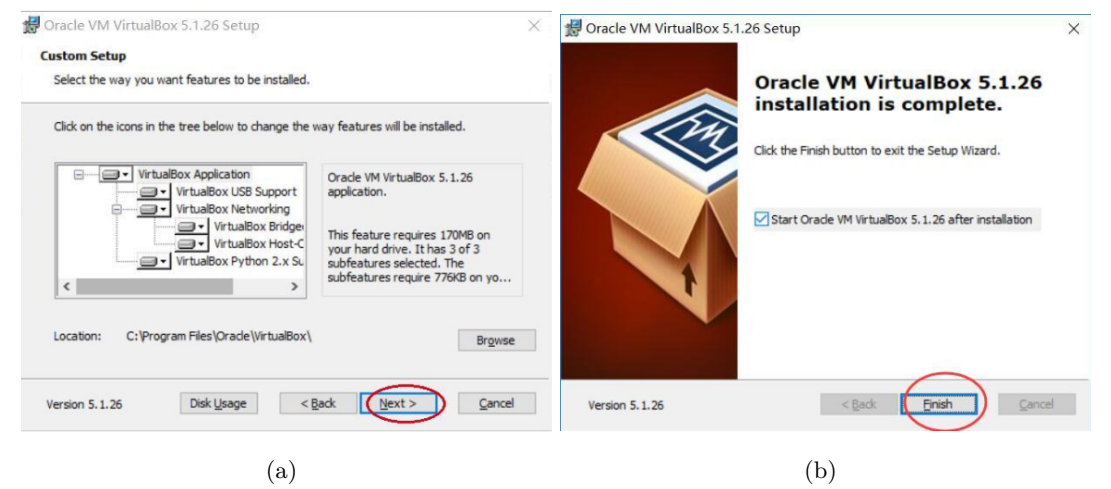 Oracle VM VirtualBox 5.1.26 Setup
Custom Setup
Select the way you want features to be installed.
Click on the icons in the tree below to change the way features will be installed.
VirtualBox Application
VirtualBox USB Support
VirtualBox Networking
VirtualBox Bridge
VirtualBox Host-C
VirtualBox Python 2.x Su
Oracle VM VirtualBox 5.1.26
application.
This feature requires 170MB on
your hard drive. It has 3 of 3
subfeatures selected. The
subfeatures require 776KB on yo...
Location: C:\Program Files\Oracle\VirtualBox\
Browse
Version 5.1.26
Disk Usage
< Back
Next >
Cancel
(a)
Oracle VM VirtualBox 5.1.26 Setup
Oracle VM VirtualBox 5.1.26
installation is complete.
Click the Finish button to exit the Setup Wizard.
Start Oracle VM VirtualBox 5.1.26 after installation
Version 5.1.26
< Back
Finish
Cancel
(b)